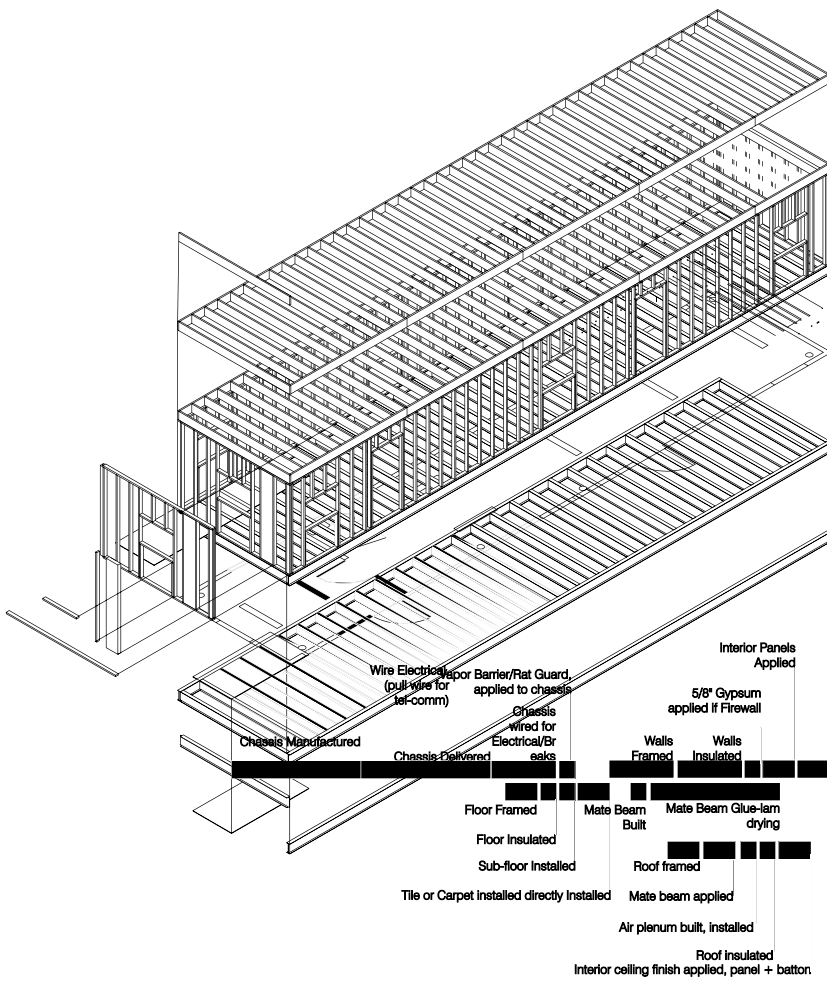 Interior Panels
Applied
Wire Electrical
(pull wire for
tel-comm)
Vapor Barrier/Rat Guard,
applied to chassis
5/8" Gypsum
applied if Firewall
Chassis
wired for
Electrical/Br
eaks
Chassis Manufactured
Chassis Delivered
Walls
Framed
Walls
Insulated
Floor Framed
Mate Beam
Built
Mate Beam Glue-lam
drying
Floor Insulated
Sub-floor Installed
Roof framed
Tile or Carpet installed directly Installed
Mate beam applied
Air plenum built, installed
Roof insulated
Interior ceiling finish applied, panel + batton